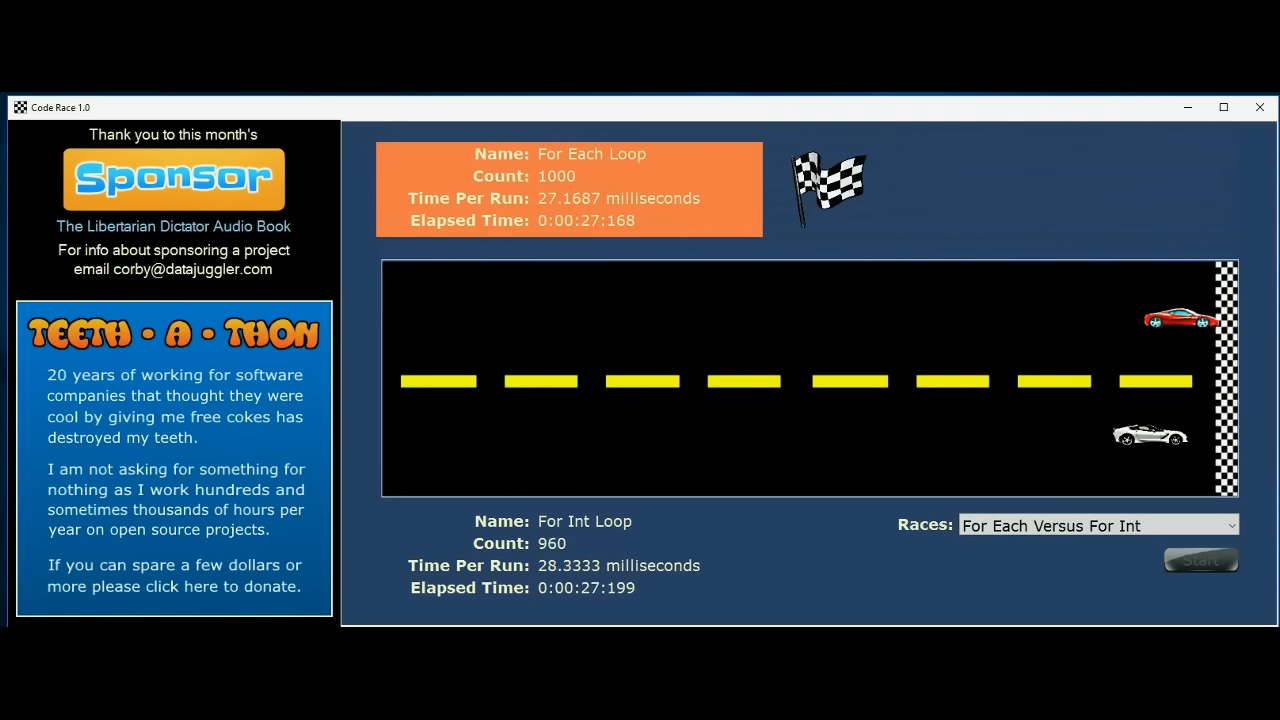 Code Race 1.0
Thank you to this month's
Sponsor
The Libertarian Dictator Audio Book
For info about sponsoring a project
email corby@datajuggler.com
TEETH - A - THON
20 years of working for software
companies that thought they were
cool by giving me free cokes has
destroyed my teeth.
I am not asking for something for
nothing as I work hundreds and
sometimes thousands of hours per
year on open source projects.
If you can spare a few dollars or
more please click here to donate.
Name: For Each Loop
Count: 1000
Time Per Run: 27.1687 milliseconds
Elapsed Time: 0:00:27:168
Name: For Int Loop
Count: 960
Time Per Run: 28.3333 milliseconds
Elapsed Time: 0:00:27:199
Races: For Each Versus For Int
Start